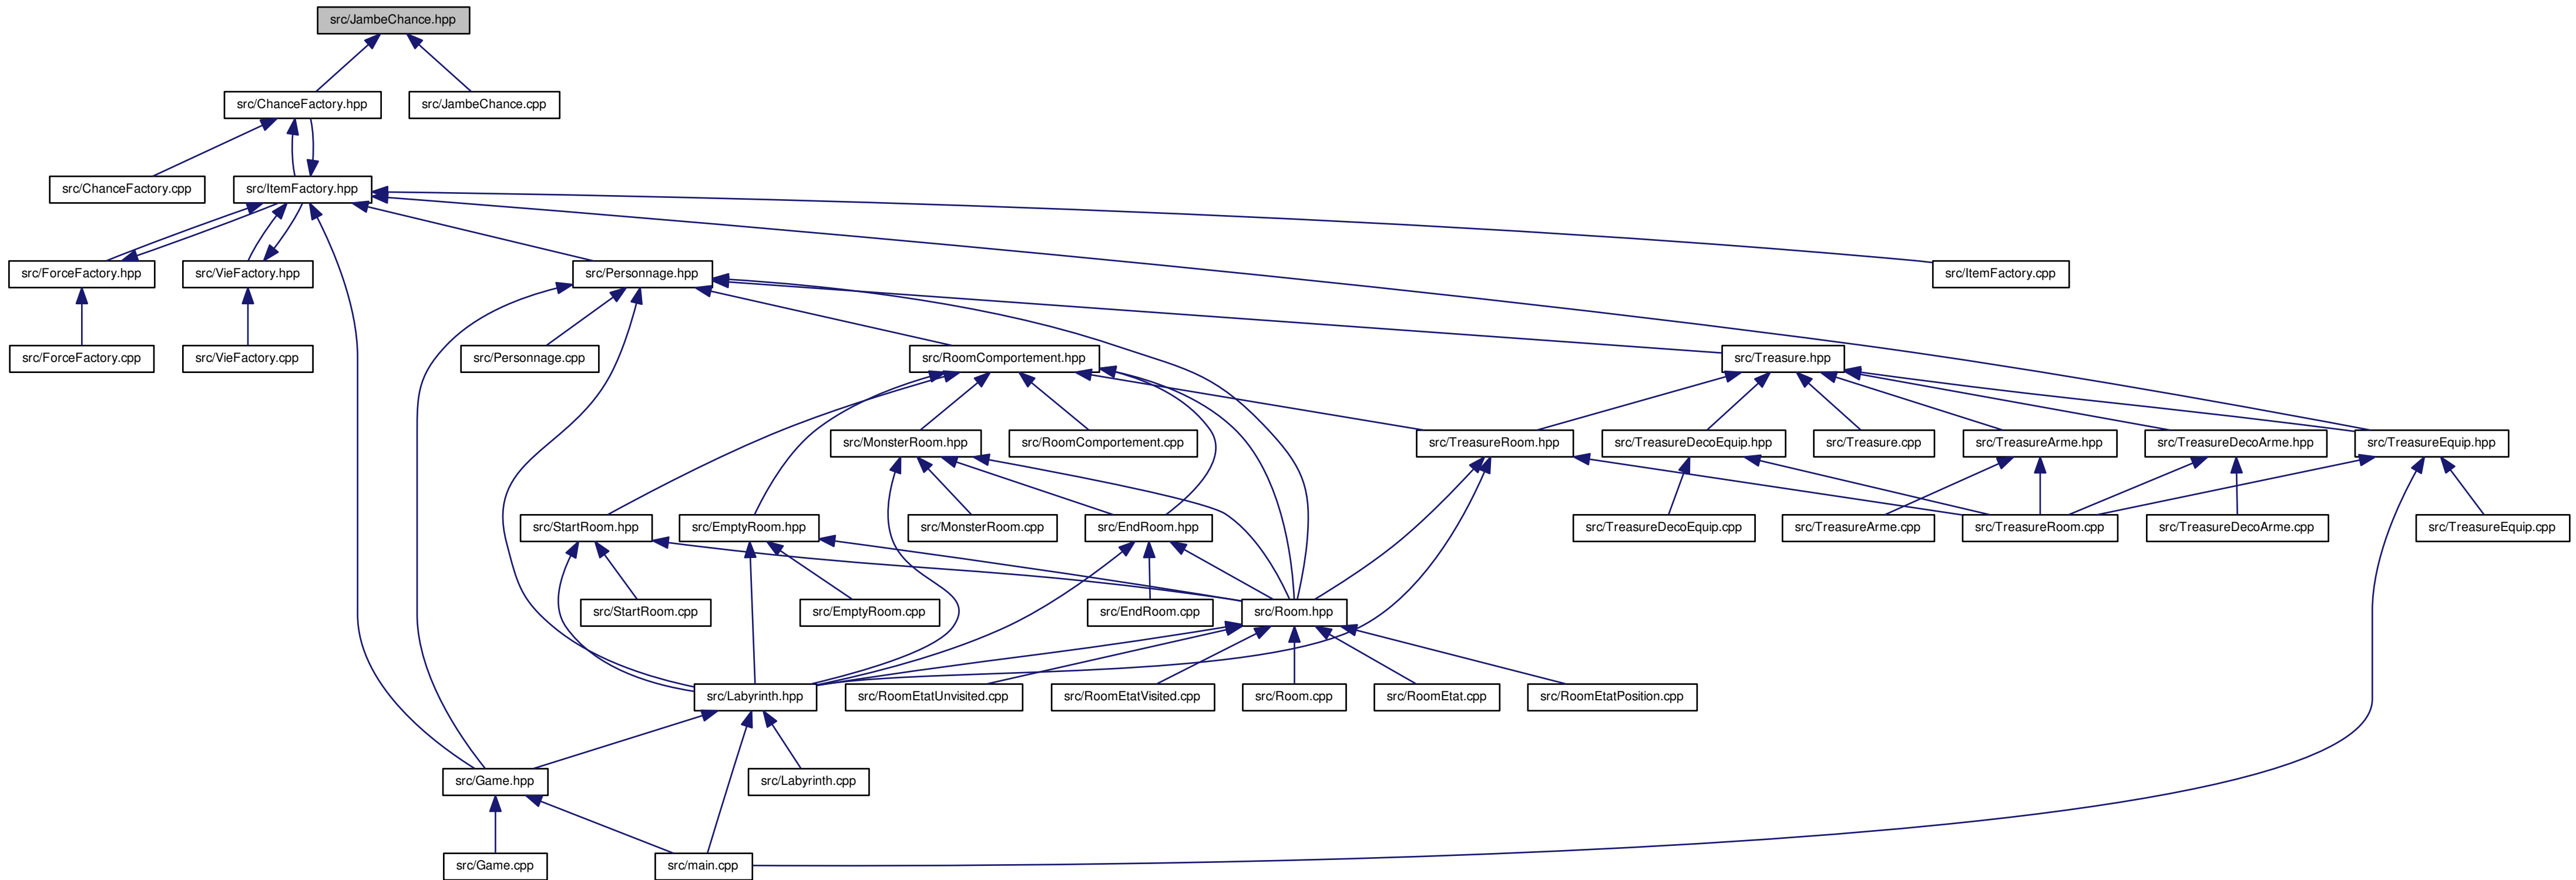 src/JambeChance.hpp
src/ChanceFactory.hpp
src/JambeChance.cpp
src/ChanceFactory.cpp
src/ItemFactory.hpp
src/ForceFactory.hpp
src/VieFactory.hpp
src/Personnage.hpp
src/ItemFactory.cpp
src/ForceFactory.cpp
src/VieFactory.cpp
src/Personnage.cpp
src/RoomComportement.hpp
src/Treasure.hpp
src/MonsterRoom.hpp
src/RoomComportement.cpp
src/TreasureRoom.hpp
src/TreasureDecoEquip.hpp
src/Treasure.cpp
src/TreasureArme.hpp
src/TreasureDecoArme.hpp
src/TreasureEquip.hpp
src/StartRoom.hpp
src/EmptyRoom.hpp
src/MonsterRoom.cpp
src/EndRoom.hpp
src/TreasureDecoEquip.cpp
src/TreasureArme.cpp
src/TreasureRoom.cpp
src/TreasureDecoArme.cpp
src/TreasureEquip.cpp
src/StartRoom.cpp
src/EmptyRoom.cpp
src/EndRoom.cpp
src/Room.hpp
src/Labyrinth.hpp
src/RoomEtatUnvisited.cpp
src/RoomEtatVisited.cpp
src/Room.cpp
src/RoomEtat.cpp
src/RoomEtatPosition.cpp
src/Game.hpp
src/Labyrinth.cpp
src/Game.cpp
src/main.cpp